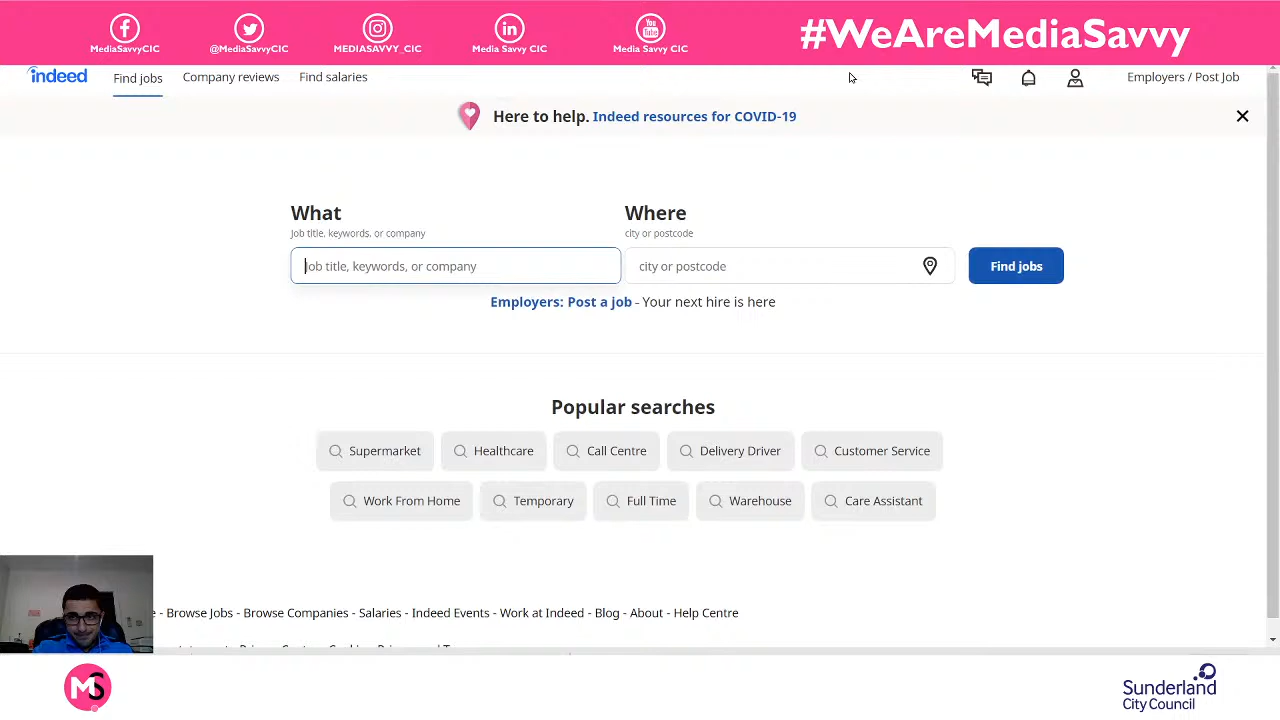 MediaSavvyCIC
@MediaSavvyCIC
MEDIASAVVY_CIC
Media Savvy CIC
You Tube
Media Savvy CIC
#WeAreMediaSavvy
indeed
Find jobs
Company reviews
Find salaries
Employers / Post Job
Here to help. Indeed resources for COVID-19
What
Job title, keywords, or company
Where
city or postcode
Job title, keywords, or company
city or postcode
Find jobs
Employers: Post a job - Your next hire is here
Popular searches
Supermarket
Healthcare
Call Centre
Delivery Driver
Customer Service
Work From Home
Temporary
Full Time
Warehouse
Care Assistant
- Browse Jobs - Browse Companies - Salaries - Indeed Events - Work at Indeed - Blog - About - Help Centre
MS
Sunderland
City Council